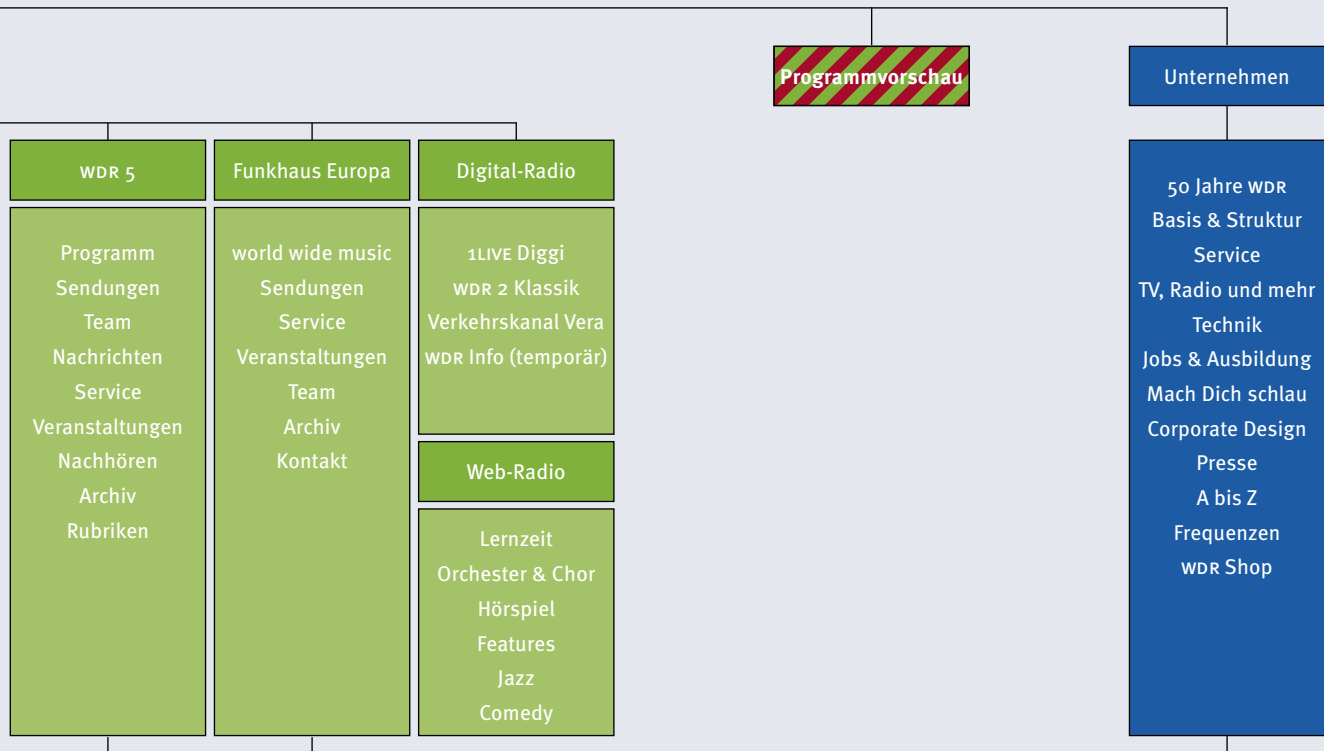 Programmvorschau
Unternehmen
WDR 5
Funkhaus Europa
Digital-Radio
Programm
Sendungen
Team
Nachrichten
Service
Veranstaltungen
Nachhören
Archiv
Rubriken
world wide music
Sendungen
Service
Veranstaltungen
Team
Archiv
Kontakt
1LIVE Diggi
WDR 2 Klassik
Verkehrskanal Vera
WDR Info (temporär)
Web-Radio
Lernzeit
Orchester & Chor
Hörspiel
Features
Jazz
Comedy
50 Jahre WDR
Basis & Struktur
Service
TV, Radio und mehr
Technik
Jobs & Ausbildung
Mach Dich schlau
Corporate Design
Presse
A bis Z
Frequenzen
WDR Shop